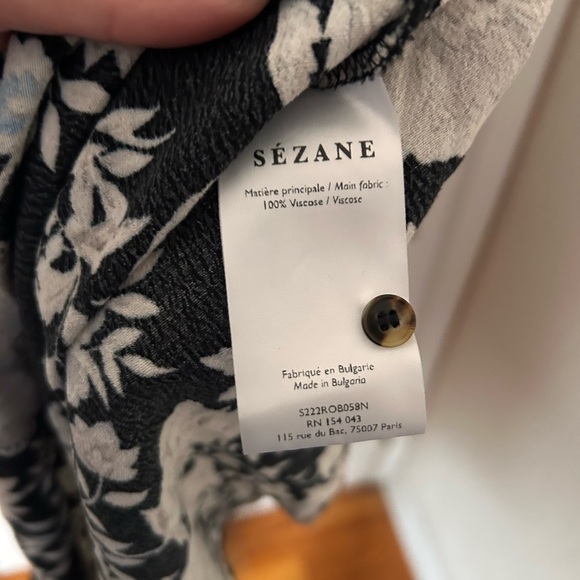 SÉZANE
Matière principale / Main fabric :
100% Viscose / Viscose
Fabriqué en Bulgarie
Made in Bulgaria
S222ROB058N
RN 154 043
115 rue du Bac, 75007 Paris